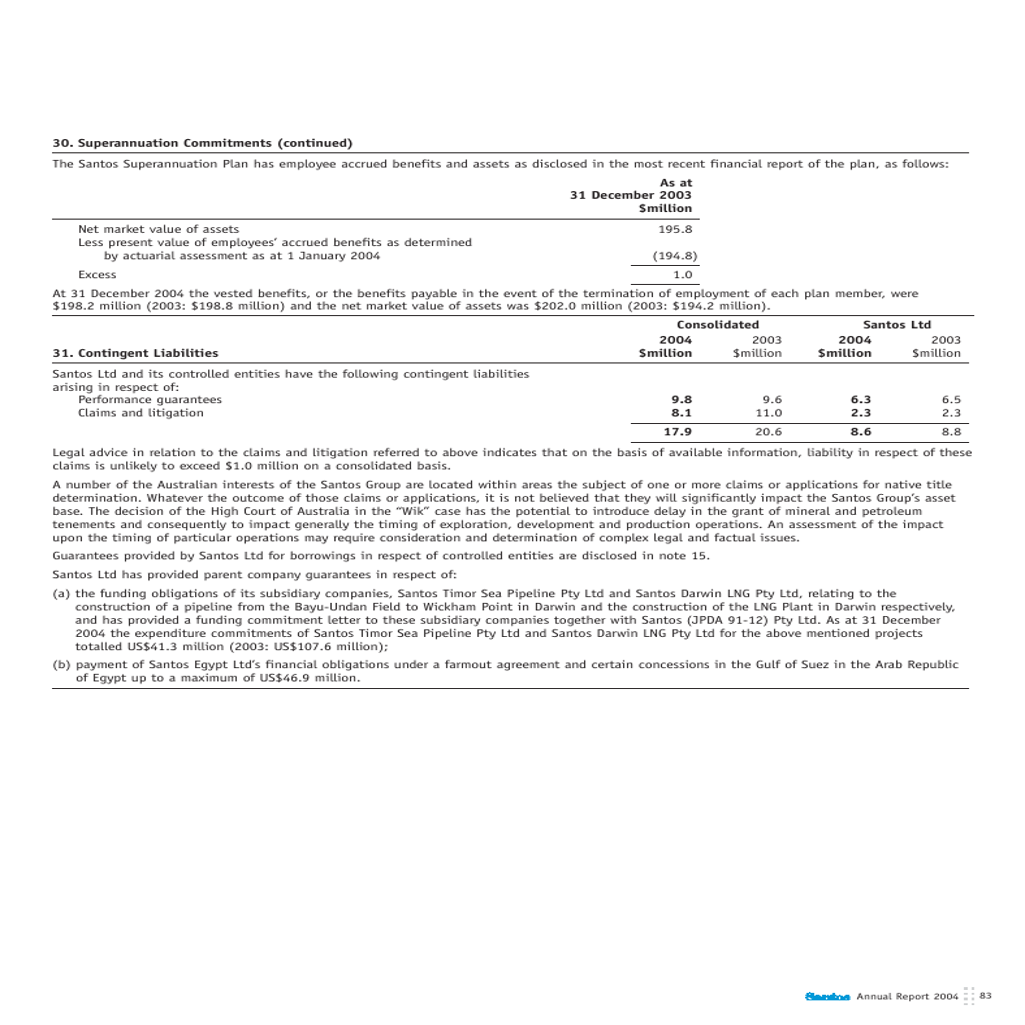 30. Superannuation Commitments (continued)
The Santos Superannuation Plan has employee accrued benefits and assets as disclosed in the most recent financial report of the plan, as follows:
As at
31 December 2003
$million
Net market value of assets 195.8
Less present value of employees' accrued benefits as determined
by actuarial assessment as at 1 January 2004 (194.8)
Excess 1.0
At 31 December 2004 the vested benefits, or the benefits payable in the event of the termination of employment of each plan member, were
$198.2 million (2003: $198.8 million) and the net market value of assets was $202.0 million (2003: $194.2 million).
Consolidated Santos Ltd
2004 2003 2004 2003
31. Contingent Liabilities $million $million $million $million
Santos Ltd and its controlled entities have the following contingent liabilities
arising in respect of:
Performance guarantees 9.8 9.6 6.3 6.5
Claims and litigation 8.1 11.0 2.3 2.3
17.9 20.6 8.6 8.8
Legal advice in relation to the claims and litigation referred to above indicates that on the basis of available information, liability in respect of these
claims is unlikely to exceed $1.0 million on a consolidated basis.
A number of the Australian interests of the Santos Group are located within areas the subject of one or more claims or applications for native title
determination. Whatever the outcome of those claims or applications, it is not believed that they will significantly impact the Santos Group's asset
base. The decision of the High Court of Australia in the "Wik" case has the potential to introduce delay in the grant of mineral and petroleum
tenements and consequently to impact generally the timing of exploration, development and production operations. An assessment of the impact
upon the timing of particular operations may require consideration and determination of complex legal and factual issues.
Guarantees provided by Santos Ltd for borrowings in respect of controlled entities are disclosed in note 15.
Santos Ltd has provided parent company guarantees in respect of:
(a) the funding obligations of its subsidiary companies, Santos Timor Sea Pipeline Pty Ltd and Santos Darwin LNG Pty Ltd, relating to the
construction of a pipeline from the Bayu-Undan Field to Wickham Point in Darwin and the construction of the LNG Plant in Darwin respectively,
and has provided a funding commitment letter to these subsidiary companies together with Santos (JPDA 91-12) Pty Ltd. As at 31 December
2004 the expenditure commitments of Santos Timor Sea Pipeline Pty Ltd and Santos Darwin LNG Pty Ltd for the above mentioned projects
totalled US$41.3 million (2003: US$107.6 million);
(b) payment of Santos Egypt Ltd's financial obligations under a farmout agreement and certain concessions in the Gulf of Suez in the Arab Republic
of Egypt up to a maximum of US$46.9 million.
Santos Annual Report 2004 83